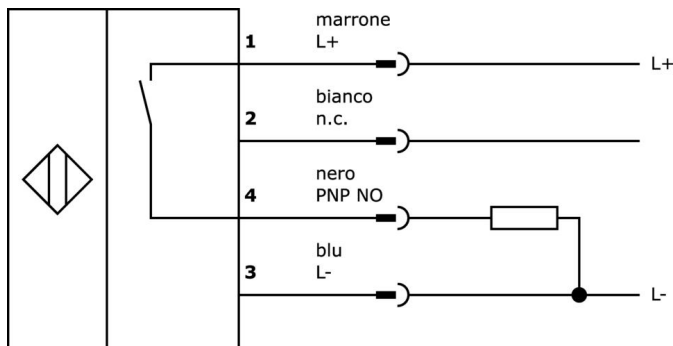 marrone
1 L+
L+
bianco
2 n.c.
nero
4 PNP NO
blu
3 L-
L-